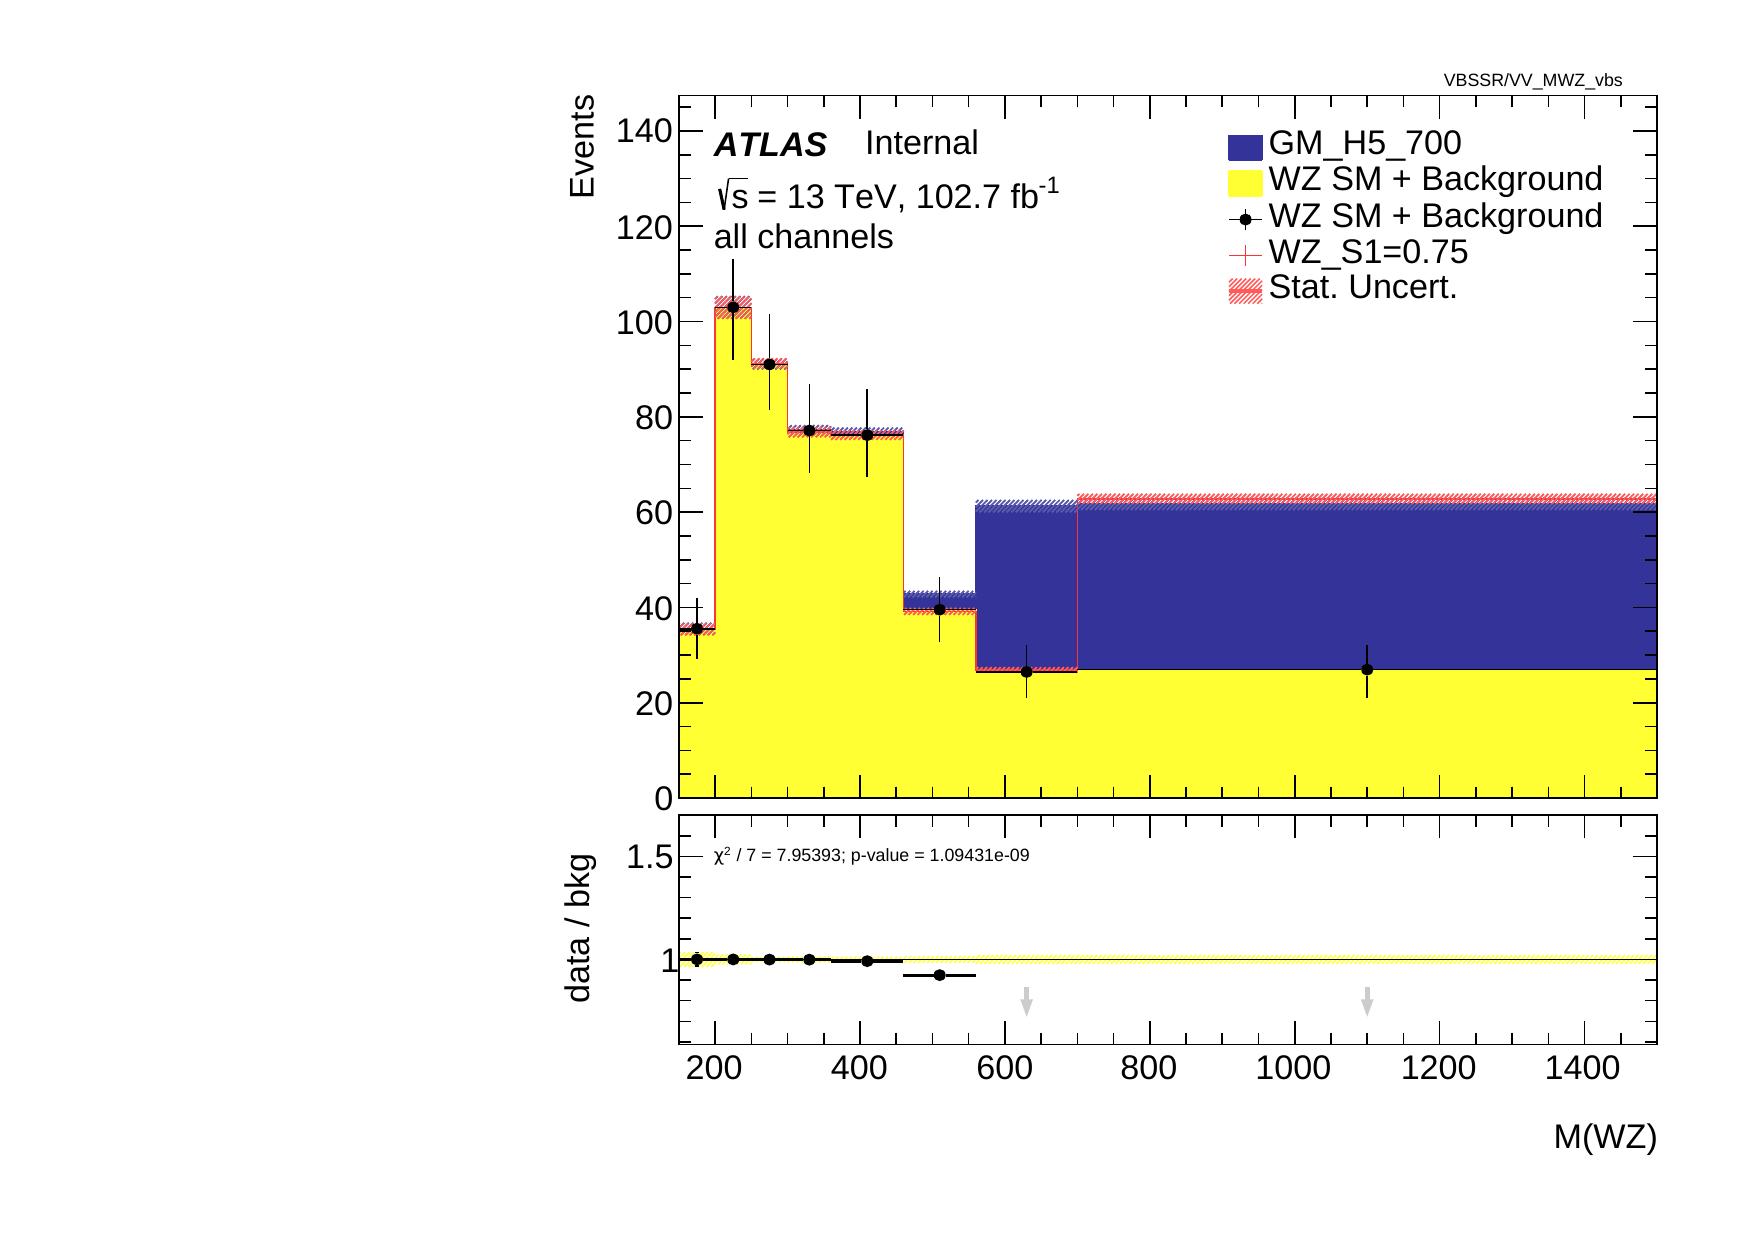 VBSSR/VV_MWZ_vbs
Events
140
120
100
80
60
40
20
0
ATLAS Internal
√s = 13 TeV, 102.7 fb-1
all channels
GM_H5_700
WZ SM + Background
WZ SM + Background
WZ_S1=0.75
Stat. Uncert.
data / bkg
1.5
1
χ2 / 7 = 7.95393; p-value = 1.09431e-09
200 400 600 800 1000 1200 1400
M(WZ)